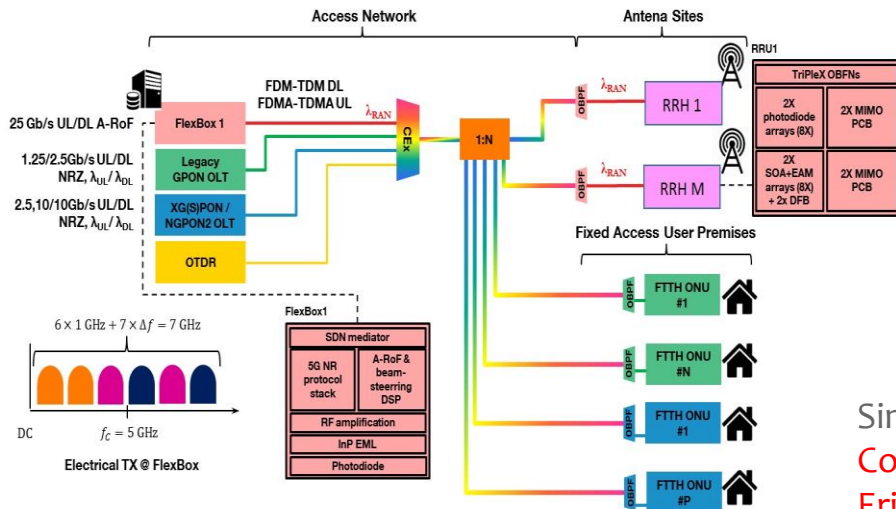 Access Network
Antena Sites
RRU1
FDM-TDM DL
FDMA-TDMA UL
λRAN
25 Gb/s UL/DL A-RoF
FlexBox 1
1.25/2.5Gb/s UL/DL
NRZ, λUL/ λDL
Legacy
GPON OLT
2.5,10/10Gb/s UL/DL
NRZ, λUL/ λDL
XG(S)PON /
NGPON2 OLT
OTDR
CEx
1:N
OBPF
λRAN
RRH 1
OBPF
λRAN
RRH M
TriPleX OBFNs
2X
photodiode
arrays (8X)
2X MIMO
PCB
2X
SOA+EAM
arrays (8X)
+ 2x DFB
2X MIMO
PCB
Fixed Access User Premises
OBPF
FTTH ONU
#1
OBPF
FTTH ONU
#N
OBPF
FTTH ONU
#1
OBPF
FTTH ONU
#P
FlexBox1
SDN mediator
5G NR
protocol
stack
A-RoF &
beam-
steerring
DSP
RF amplification
InP EML
Photodiode
6 × 1 GHz + 7 × Δf = 7 GHz
DC
fC = 5 GHz
Electrical TX @ FlexBox